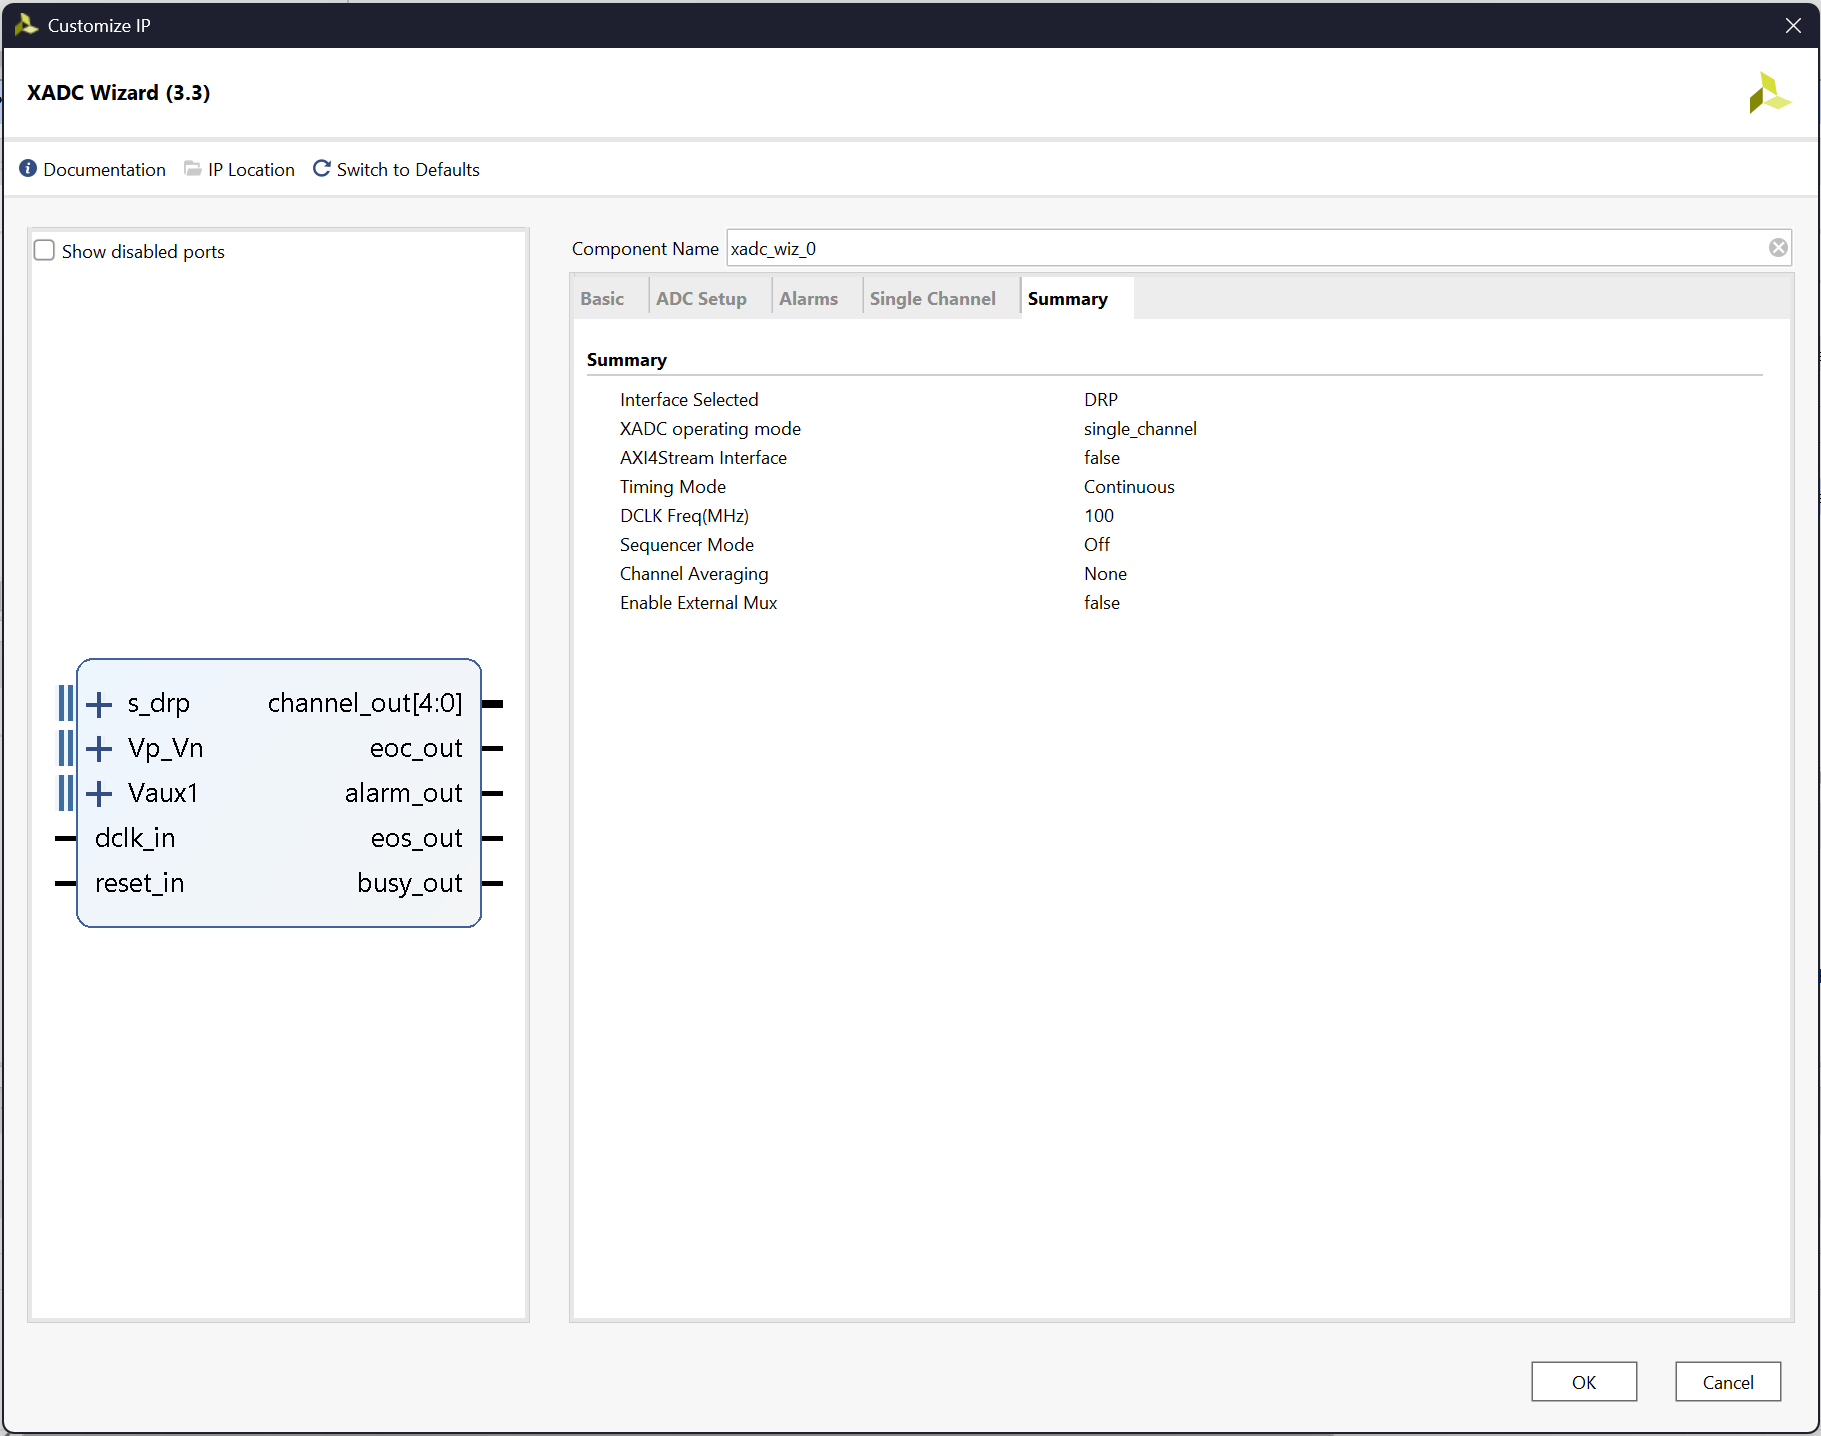 Customize IP
XADC Wizard (3.3)
Documentation IP Location Switch to Defaults
Show disabled ports
s_drp
Vp_Vn
Vaux1
dclk_in
reset_in
channel_out[4:0]
eoc_out
alarm_out
eos_out
busy_out
Component Name xadc_wiz_0
Basic ADC Setup Alarms Single Channel Summary
Summary
Interface Selected DRP
XADC operating mode single_channel
AXI4Stream Interface false
Timing Mode Continuous
DCLK Freq(MHz) 100
Sequencer Mode Off
Channel Averaging None
Enable External Mux false
OK Cancel